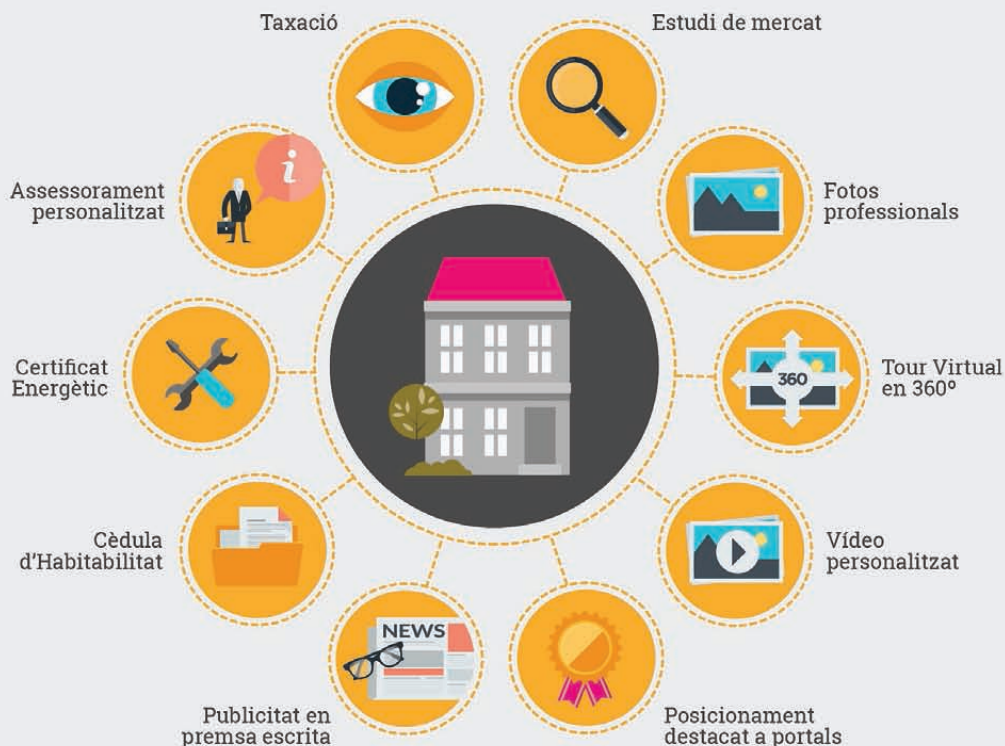 Taxació
Estudi de mercat
Assessorament
personalitzat
i
Fotos
professionals
Certificat
Energètic
360
Tour Virtual
en 360º
Cèdula
d'Habitabilitat
Vídeo
personalitzat
NEWS
Publicitat en
premsa escrita
Posicionament
destacat a portals